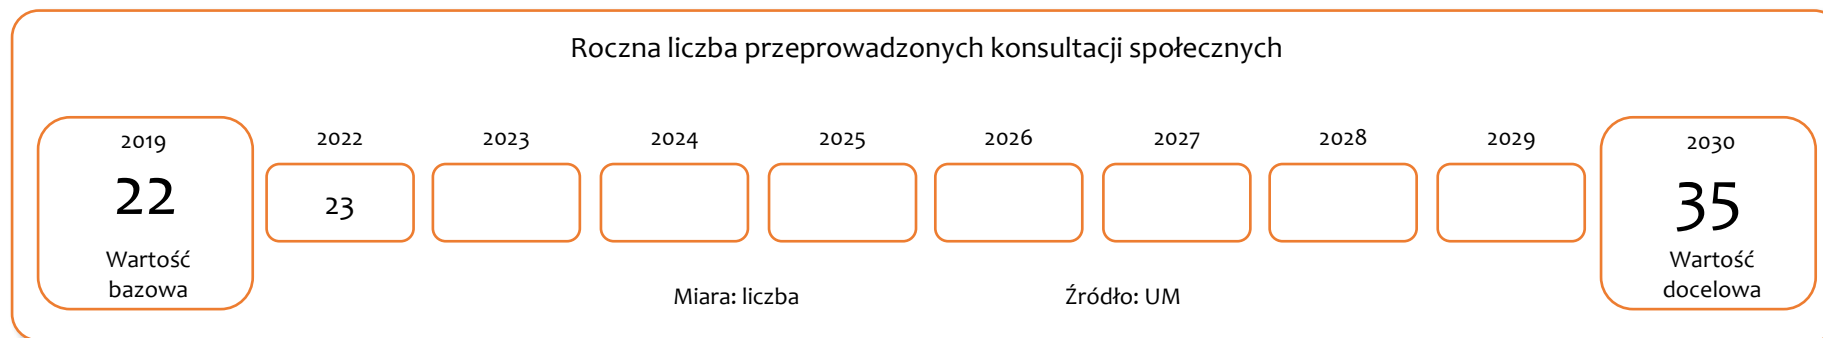 Roczna liczba przeprowadzonych konsultacji społecznych
2019
22
Wartość
bazowa
2022
23
2023
2024
2025
2026
2027
2028
2029
2030
35
Wartość
docelowa
Miara: liczba
Źródło: UM